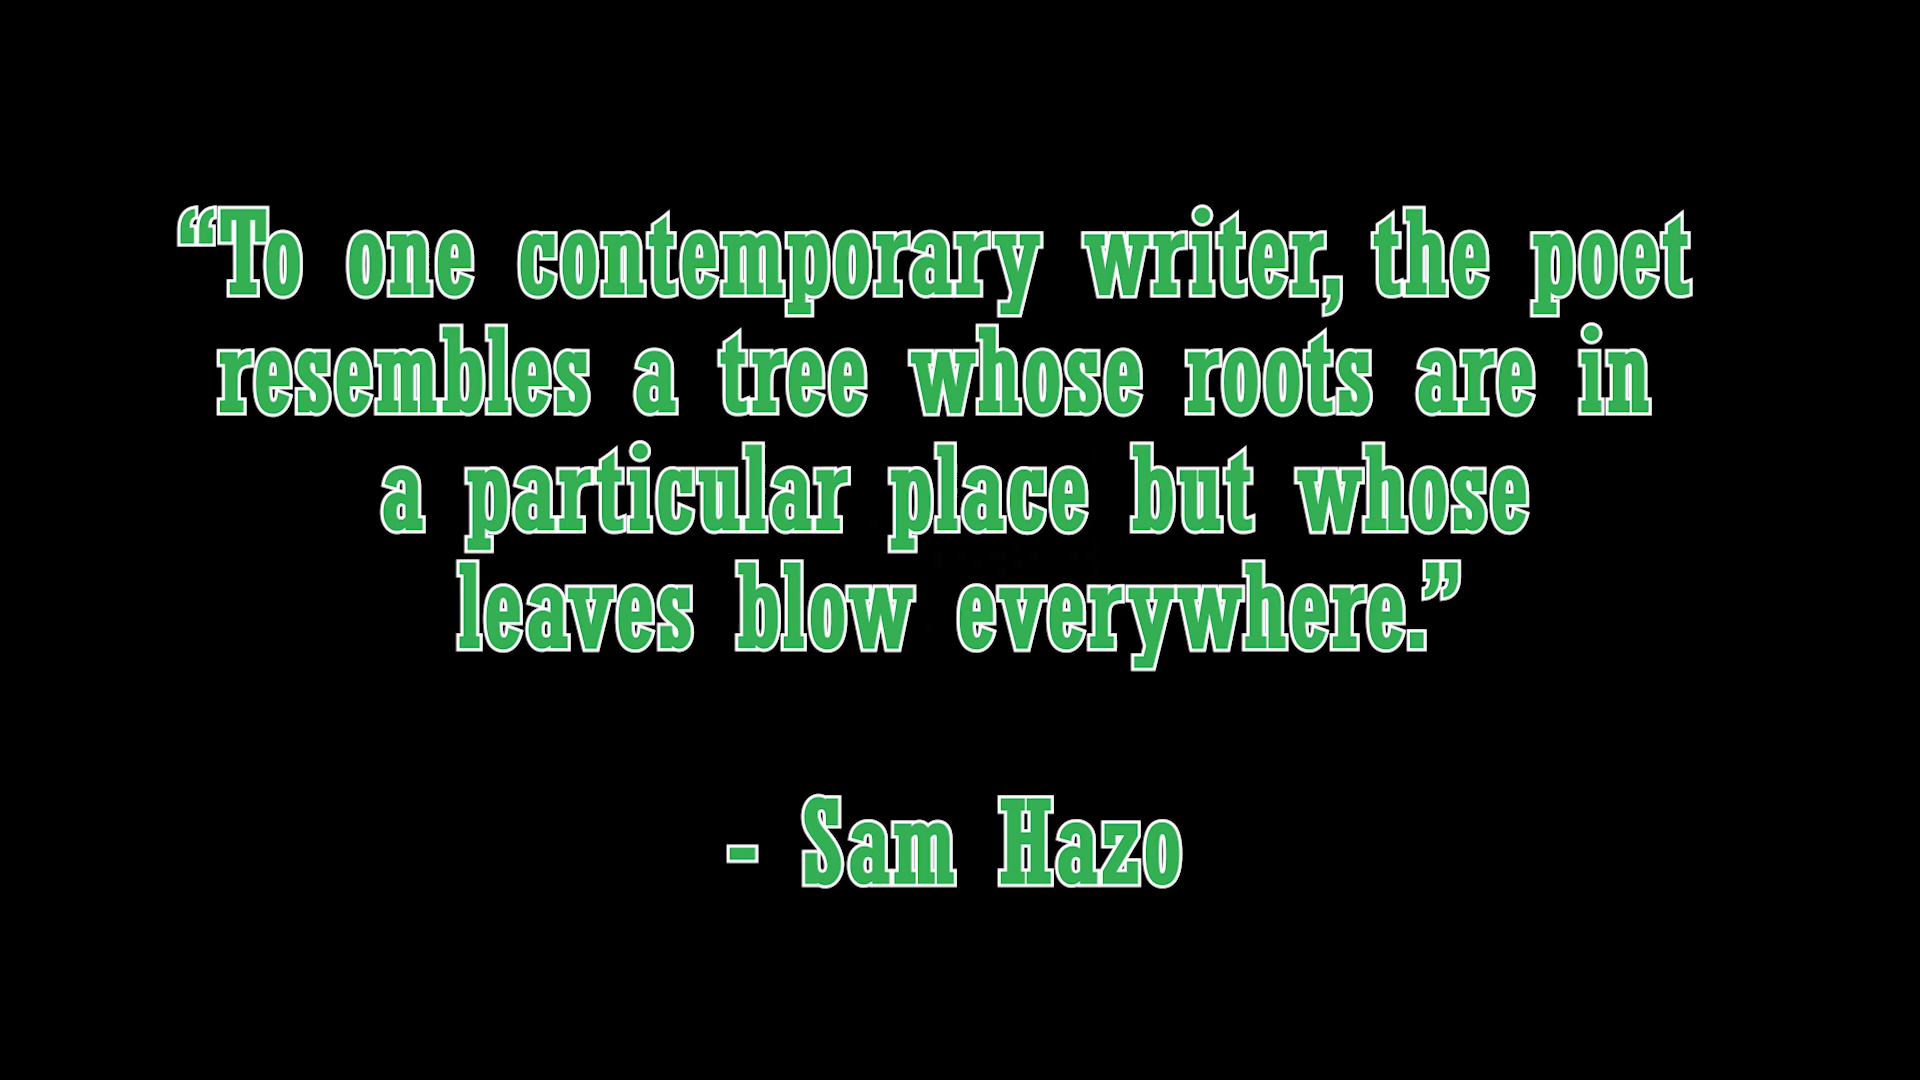 “To one contemporary writer, the poet
resembles a tree whose roots are in
a particular place but whose
leaves blow everywhere.”
- Sam Hazo